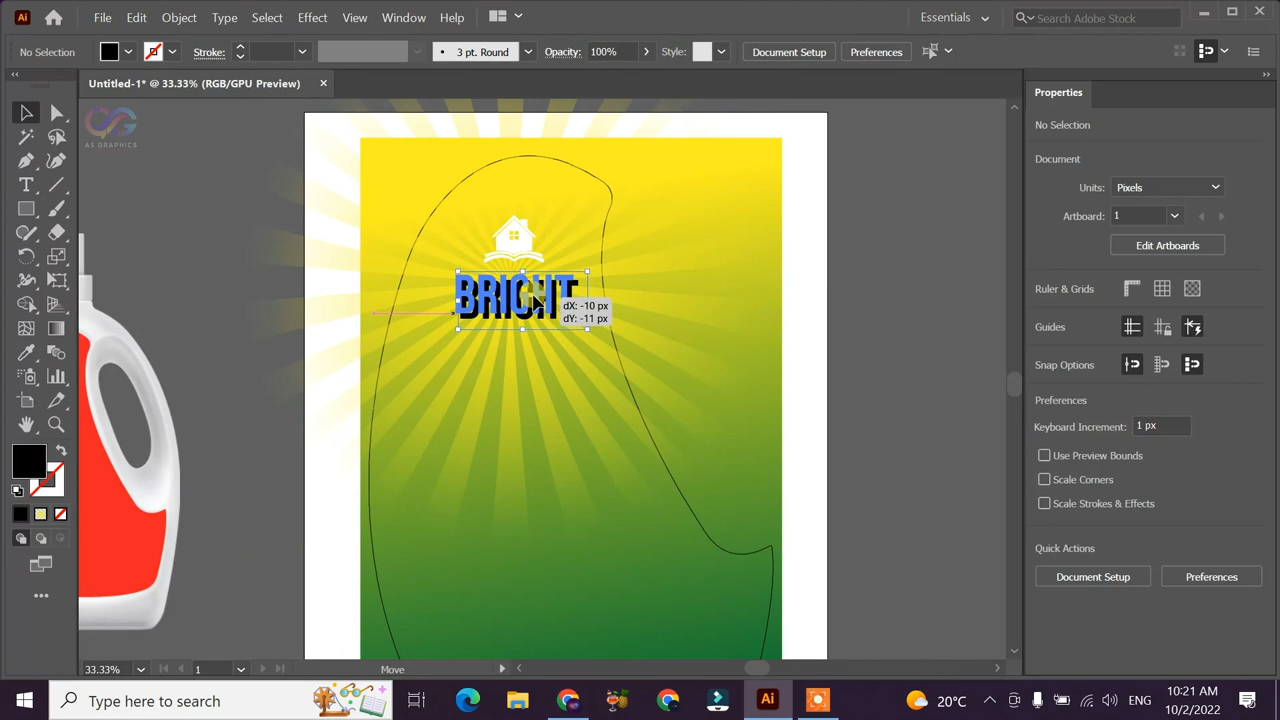 Ai
File
Edit
Object
Type
Select
Effect
View
Window
Help
Essentials
Search Adobe Stock
No Selection
Stroke:
3 pt. Round
Opacity:
100%
Style:
Document Setup
Preferences
Untitled-1* @ 33.33% (RGB/GPU Preview)
AS GRAPHICS
BRIGHT
dX: -10 px
dY: -11 px
Properties
No Selection
Document
Units:
Pixels
Artboard:
1
Edit Artboards
Ruler & Grids
Guides
Snap Options
Preferences
Keyboard Increment:
1 px
Use Preview Bounds
Scale Corners
Scale Strokes & Effects
Quick Actions
Document Setup
Preferences
33.33%
1
Move
Type here to search
Ai
20°C
ENG
10:21 AM
10/2/2022